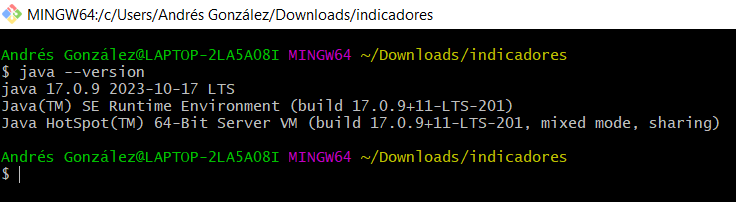 MINGW64:/c/Users/Andrés González/Downloads/indicadores
Andrés González@LAPTOP-2LA5A08I MINGW64 ~/Downloads/indicadores
$ java --version
java 17.0.9 2023-10-17 LTS
Java(TM) SE Runtime Environment (build 17.0.9+11-LTS-201)
Java HotSpot(TM) 64-Bit Server VM (build 17.0.9+11-LTS-201, mixed mode, sharing)
Andrés González@LAPTOP-2LA5A08I MINGW64 ~/Downloads/indicadores
$